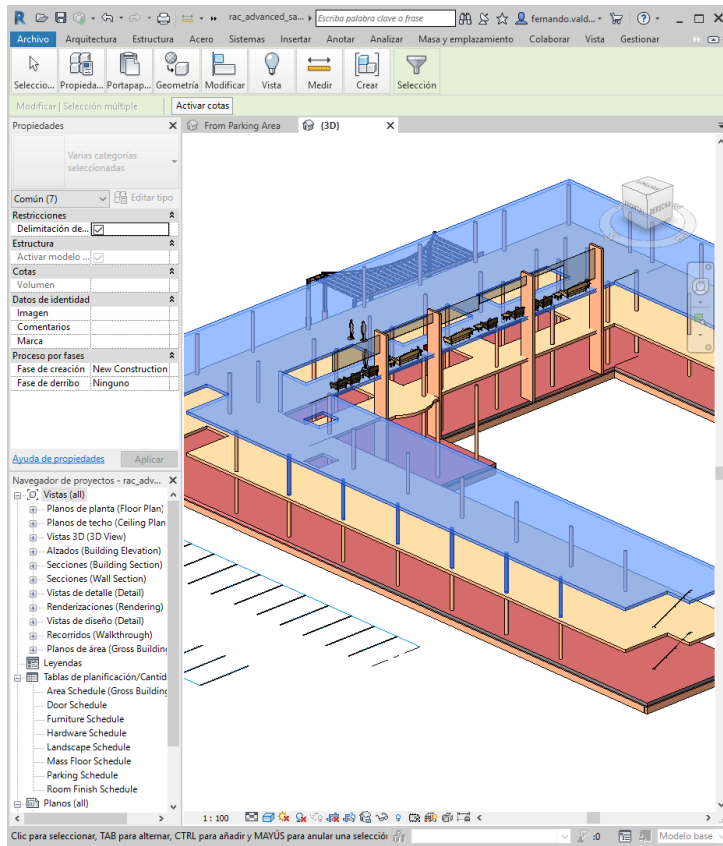 rac_advanced_sa...
Escriba palabra clave o frase
fernando.vald...
Archivo Arquitectura Estructura Acero Sistemas Insertar Anotar Analizar Masa y emplazamiento Colaborar Vista Gestionar
Seleccio... Propieda... Portapap... Geometría Modificar Vista Medir Crear Selección
Modificar | Selección múltiple Activar cotas
Propiedades
From Parking Area {3D}
Varias categorías
seleccionadas
Común (7) Editar tipo
Restricciones
Delimitación de...
Estructura
Activar modelo ...
Cotas
Volumen
Datos de identidad
Imagen
Comentarios
Marca
Proceso por fases
Fase de creación New Construction
Fase de derribo Ninguno
Ayuda de propiedades Aplicar
Navegador de proyectos - rac_adv...
Vistas (all)
Planos de planta (Floor Plan)
Planos de techo (Ceiling Plan
Vistas 3D (3D View)
Alzados (Building Elevation)
Secciones (Building Section)
Secciones (Wall Section)
Vistas de detalle (Detail)
Renderizaciones (Rendering)
Vistas de diseño (Detail)
Recorridos (Walkthrough)
Planos de área (Gross Building
Leyendas
Tablas de planificación/Cantid
Area Schedule (Gross Building
Door Schedule
Furniture Schedule
Hardware Schedule
Landscape Schedule
Mass Floor Schedule
Parking Schedule
Room Finish Schedule
Planos (all)
1 : 100
Clic para seleccionar, TAB para alternar, CTRL para añadir y MAYÚS para anular una selección
:0 Modelo base